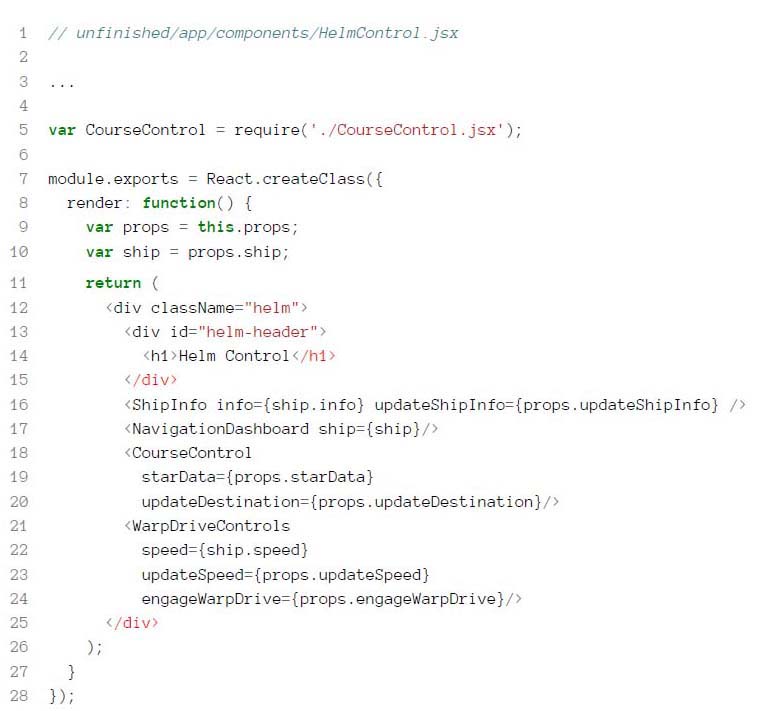 1 // unfinished/app/components/HelmControl.jsx
2
3 ...
4
5 var CourseControl = require('./CourseControl.jsx');
6
7 module.exports = React.createClass({
8   render: function() {
9     var props = this.props;
10     var ship = props.ship;
11     return (
12       <div className="helm">
13         <div id="helm-header">
14           <h1>Helm Control</h1>
15         </div>
16         <ShipInfo info={ship.info} updateShipInfo={props.updateShipInfo} />
17         <NavigationDashboard ship={ship}/>
18         <CourseControl
19           starData={props.starData}
20           updateDestination={props.updateDestination}/>
21         <WarpDriveControls
22           speed={ship.speed}
23           updateSpeed={props.updateSpeed}
24           engageWarpDrive={props.engageWarpDrive}/>
25       </div>
26     );
27   }
28 });